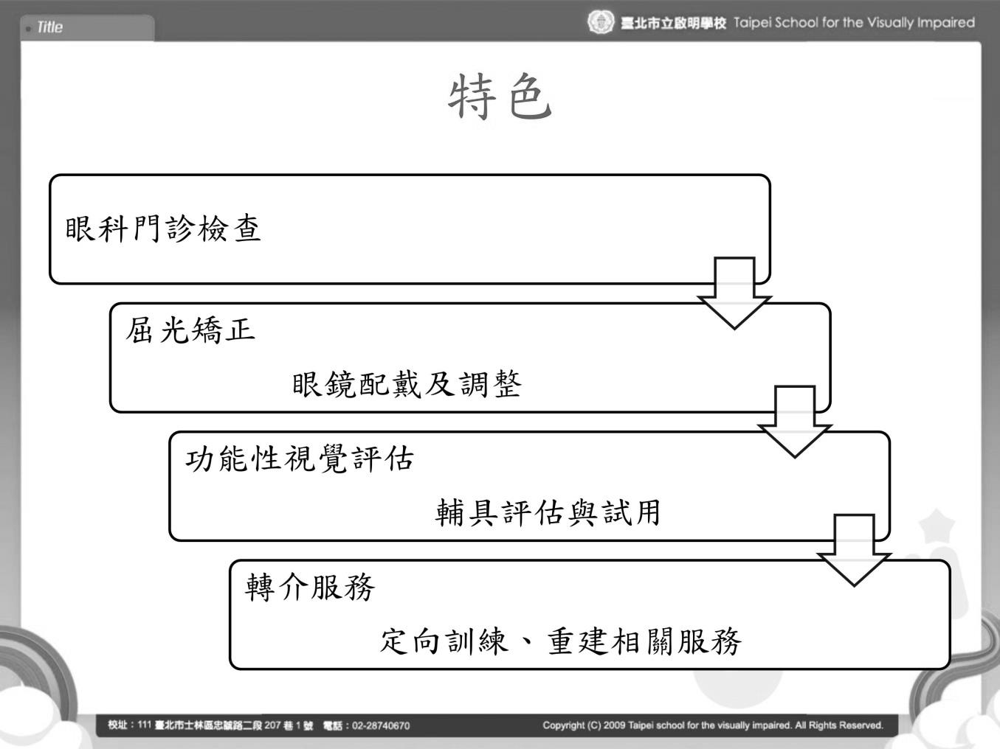 Title
臺北市立啟明學校 Taipei School for the Visually Impaired
特色
眼科門診檢查
屈光矯正
眼鏡配戴及調整
功能性視覺評估
輔具評估與試用
轉介服務
定向訓練、重建相關服務
校址：111 臺北市士林區忠誠路二段 207 巷 1 號 電話：02-28740670
Copyright (C) 2009 Taipei school for the visually impaired. All Rights Reserved.